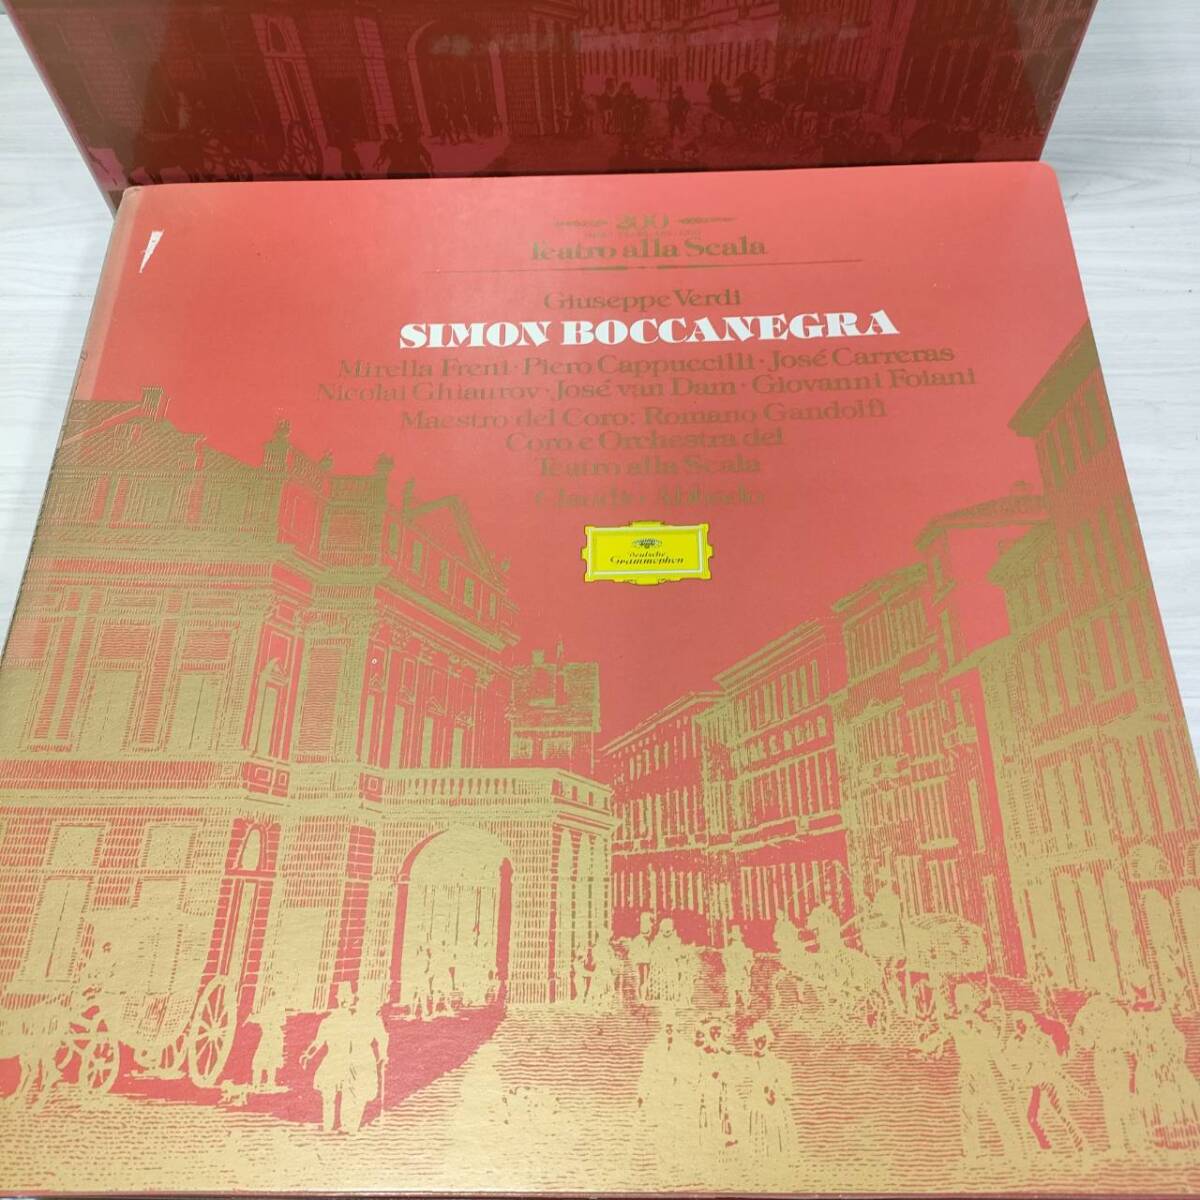 200
Teatro alla Scala
Giuseppe Verdi
SIMON BOCCANEGRA
Mirella Freni · Piero Cappuccilli · José Carreras
Nicolai Ghiaurov · José van Dam · Giovanni Foiani
Maestro del Coro: Romano Gandolfi
Coro e Orchestra del
Teatro alla Scala
Claudio Abbado
Deutsche
Grammophon